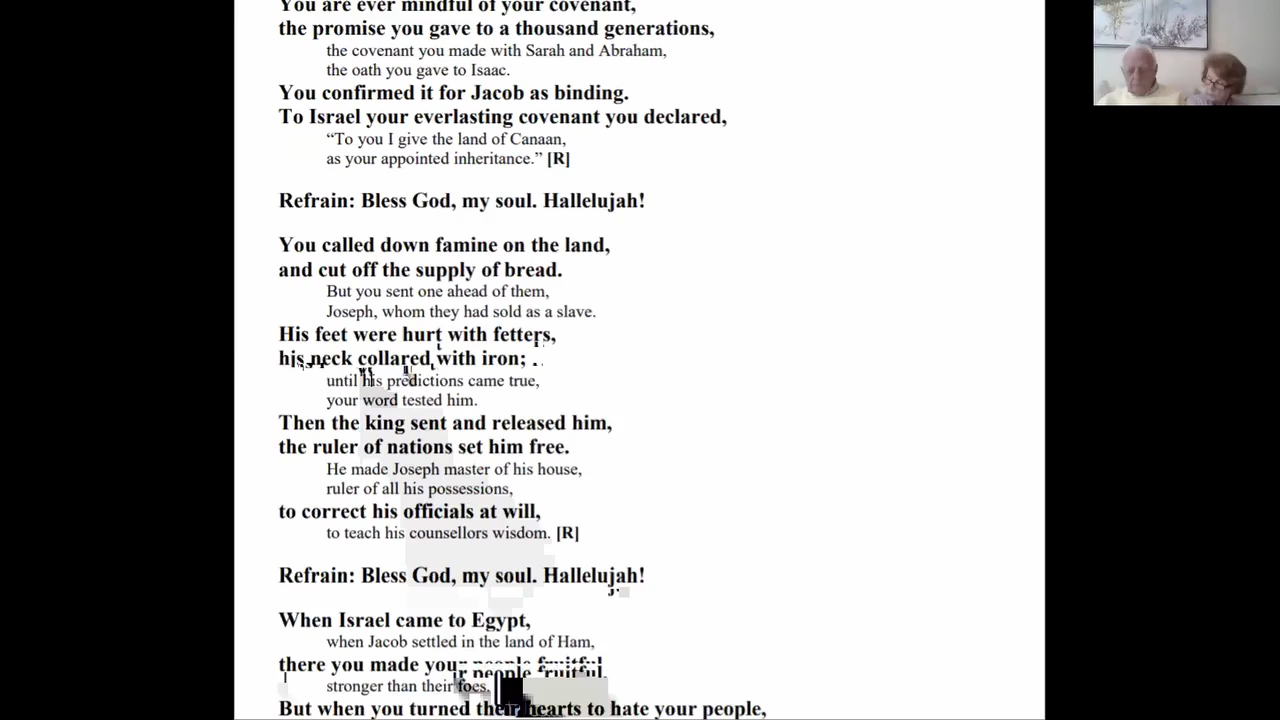 You are ever mindful of your covenant,
the promise you gave to a thousand generations,
the covenant you made with Sarah and Abraham,
the oath you gave to Isaac.
You confirmed it for Jacob as binding.
To Israel your everlasting covenant you declared,
“To you I give the land of Canaan,
as your appointed inheritance.” [R]
Refrain: Bless God, my soul. Hallelujah!
You called down famine on the land,
and cut off the supply of bread.
But you sent one ahead of them,
Joseph, whom they had sold as a slave.
His feet were hurt with fetters,
his neck collared with iron;
until his predictions came true,
your word tested him.
Then the king sent and released him,
the ruler of nations set him free.
He made Joseph master of his house,
ruler of all his possessions,
to correct his officials at will,
to teach his counsellors wisdom. [R]
Refrain: Bless God, my soul. Hallelujah!
When Israel came to Egypt,
when Jacob settled in the land of Ham,
there you made your people fruitful,
stronger than their foes.
But when you turned their hearts to hate your people,